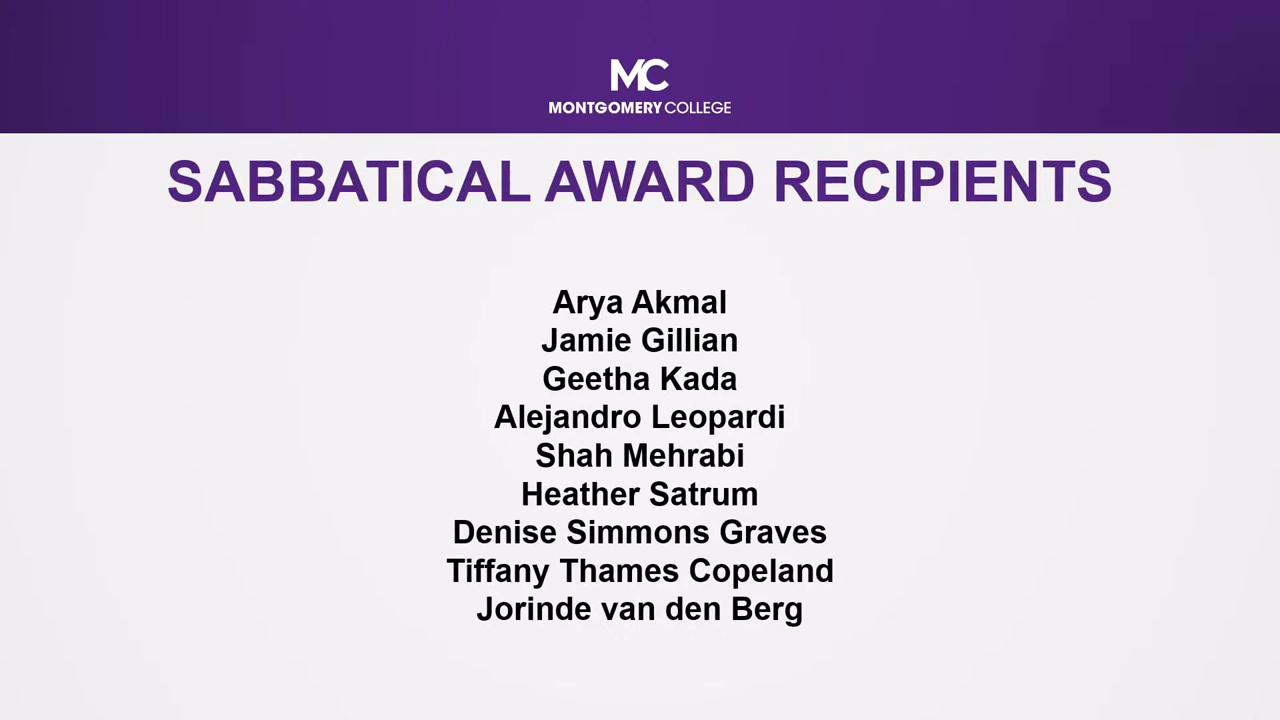 MC
MONTGOMERY COLLEGE
SABBATICAL AWARD RECIPIENTS
Arya Akmal
Jamie Gillian
Geetha Kada
Alejandro Leopardi
Shah Mehrabi
Heather Satrum
Denise Simmons Graves
Tiffany Thames Copeland
Jorinde van den Berg